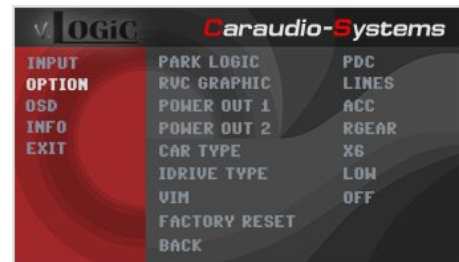 V.LOGiC Caraudio-Systems
INPUT
OPTION
OSD
INFO
EXIT
PARK LOGIC PDC
RVC GRAPHIC LINES
POWER OUT 1 ACC
POWER OUT 2 RGEAR
CAR TYPE X6
IDRIVE TYPE LOW
VIM OFF
FACTORY RESET
BACK